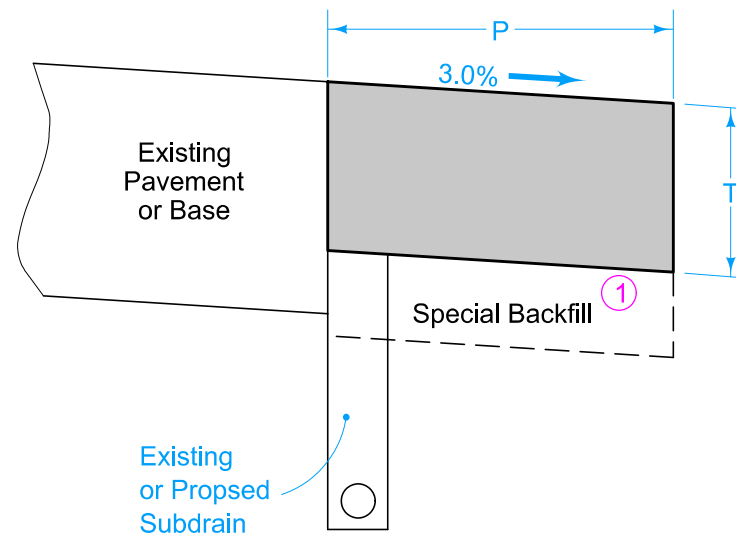 P
3.0%
Existing
Pavement
or Base
T
Special Backfill 1
Existing
or Propsed
Subdrain